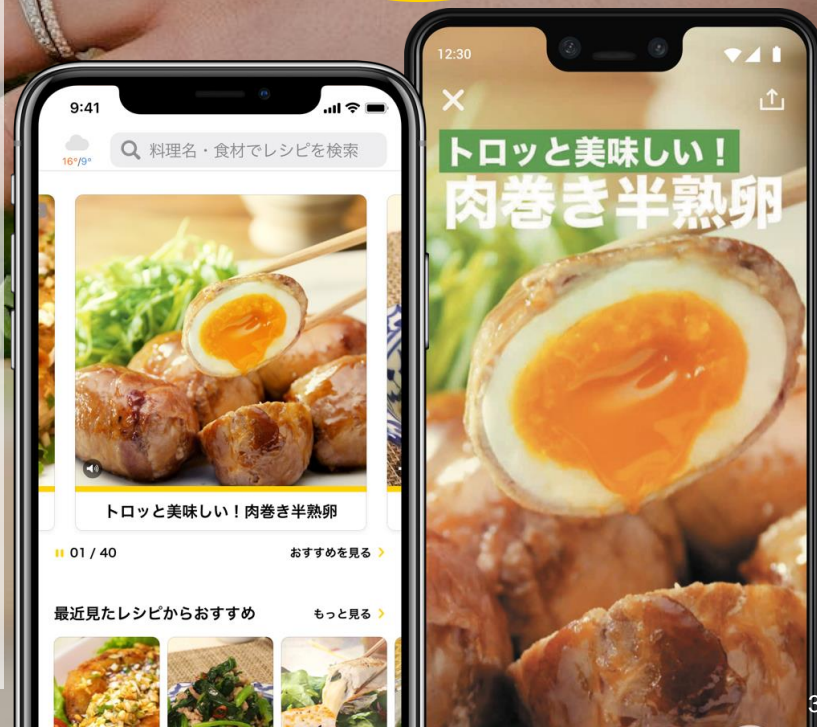 9:41
16°/9°
料理名・食材でレシピを検索
トロッと美味しい！肉巻き半熟卵
01 / 40
おすすめを見る
最近見たレシピからおすすめ
もっと見る
12:30
トロッと美味しい！
肉巻き半熟卵
3